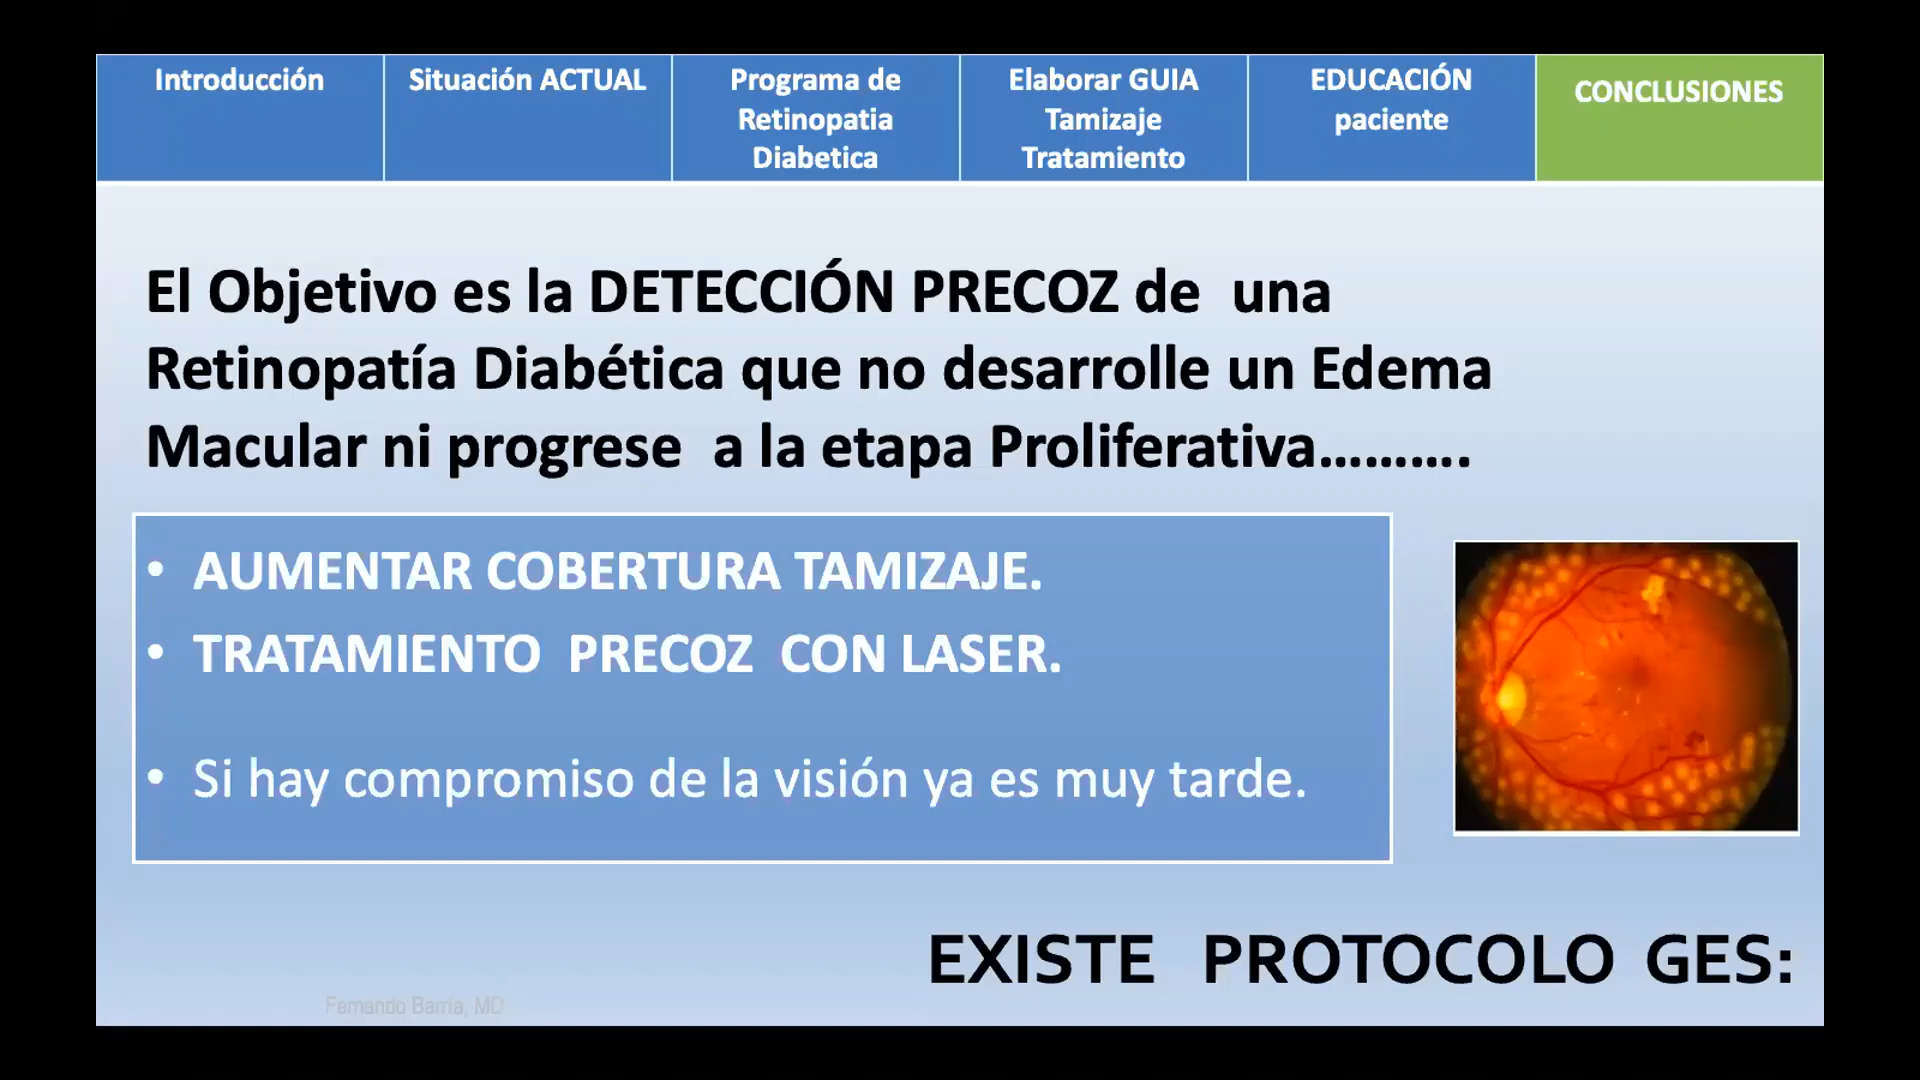 Introducción
Situación ACTUAL
Programa de
Retinopatia
Diabetica
Elaborar GUIA
Tamizaje
Tratamiento
EDUCACIÓN
paciente
CONCLUSIONES
El Objetivo es la DETECCIÓN PRECOZ de una
Retinopatía Diabética que no desarrolle un Edema
Macular ni progrese a la etapa Proliferativa……….
• AUMENTAR COBERTURA TAMIZAJE.
• TRATAMIENTO PRECOZ CON LASER.
• Si hay compromiso de la visión ya es muy tarde.
EXISTE PROTOCOLO GES:
Fernando Barría, MD